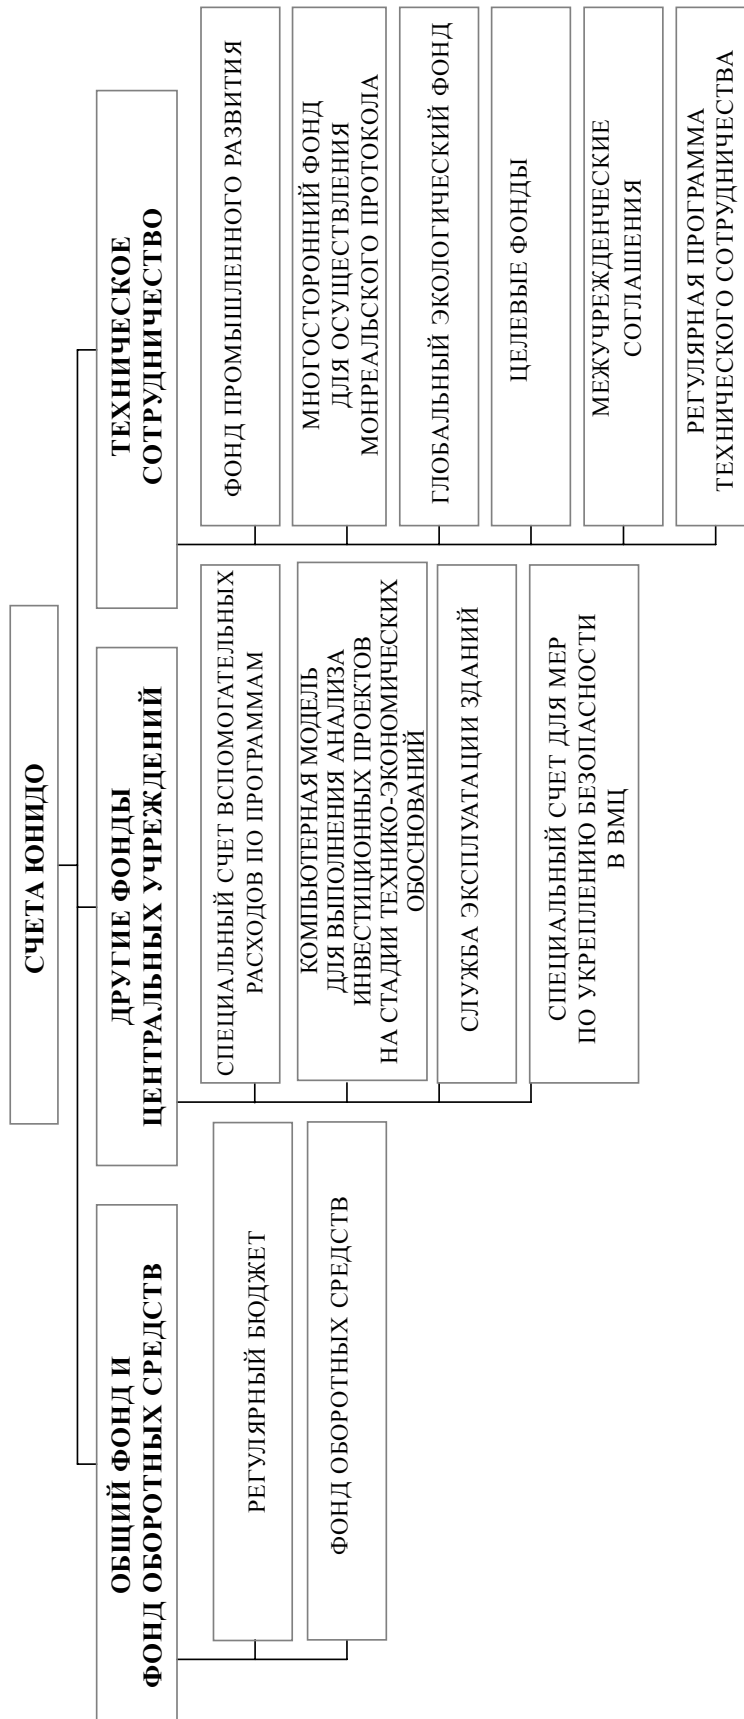 СЧЕТА ЮНИДО
ОБЩИЙ ФОНД И
ФОНД ОБОРОТНЫХ СРЕДСТВ
РЕГУЛЯРНЫЙ БЮДЖЕТ
ФОНД ОБОРОТНЫХ СРЕДСТВ
ДРУГИЕ ФОНДЫ
ЦЕНТРАЛЬНЫХ УЧРЕЖДЕНИЙ
СПЕЦИАЛЬНЫЙ СЧЕТ ВСПОМОГАТЕЛЬНЫХ
РАСХОДОВ ПО ПРОГРАММАМ
КОМПЬЮТЕРНАЯ МОДЕЛЬ
ДЛЯ ВЫПОЛНЕНИЯ АНАЛИЗА
ИНВЕСТИЦИОННЫХ ПРОЕКТОВ
НА СТАДИИ ТЕХНИКО-ЭКОНОМИЧЕСКИХ
ОБОСНОВАНИЙ
СЛУЖБА ЭКСПЛУАТАЦИИ ЗДАНИЙ
СПЕЦИАЛЬНЫЙ СЧЕТ ДЛЯ МЕР
ПО УКРЕПЛЕНИЮ БЕЗОПАСНОСТИ
В ВМЦ
ТЕХНИЧЕСКОЕ
СОТРУДНИЧЕСТВО
ФОНД ПРОМЫШЛЕННОГО РАЗВИТИЯ
МНОГОСТОРОННИЙ ФОНД
ДЛЯ ОСУЩЕСТВЛЕНИЯ
МОНРЕАЛЬСКОГО ПРОТОКОЛА
ГЛОБАЛЬНЫЙ ЭКОЛОГИЧЕСКИЙ ФОНД
ЦЕЛЕВЫЕ ФОНДЫ
МЕЖУЧРЕЖДЕНЧЕСКИЕ
СОГЛАШЕНИЯ
РЕГУЛЯРНАЯ ПРОГРАММА
ТЕХНИЧЕСКОГО СОТРУДНИЧЕСТВА